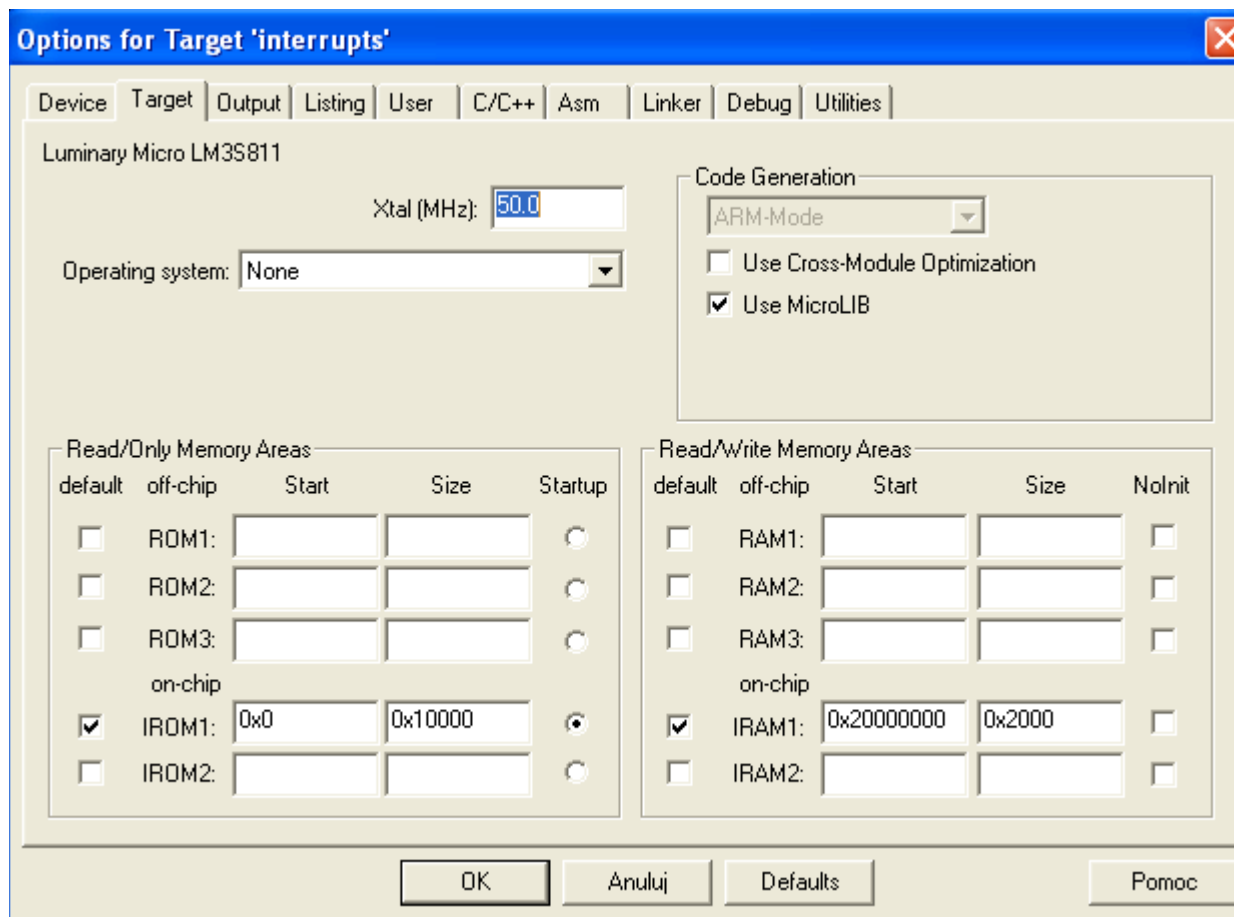 Options for Target 'interrupts'
Device Target Output Listing User C/C++ Asm Linker Debug Utilities
Luminary Micro LM3S811
Xtal (MHz): 50.0
Operating system: None
Code Generation
ARM-Mode
Use Cross-Module Optimization
Use MicroLIB
Read/Only Memory Areas
default off-chip Start Size Startup
ROM1:
ROM2:
ROM3:
on-chip
IROM1: 0x0 0x10000
IROM2:
Read/Write Memory Areas
default off-chip Start Size NoInit
RAM1:
RAM2:
RAM3:
on-chip
IRAM1: 0x20000000 0x2000
IRAM2:
OK Anuluj Defaults Pomoc